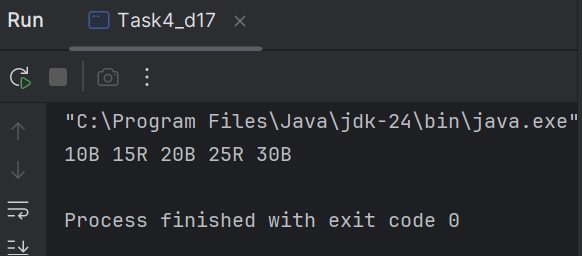 Run Task4_d17
"C:\Program Files\Java\jdk-24\bin\java.exe"
10B 15R 20B 25R 30B
Process finished with exit code 0